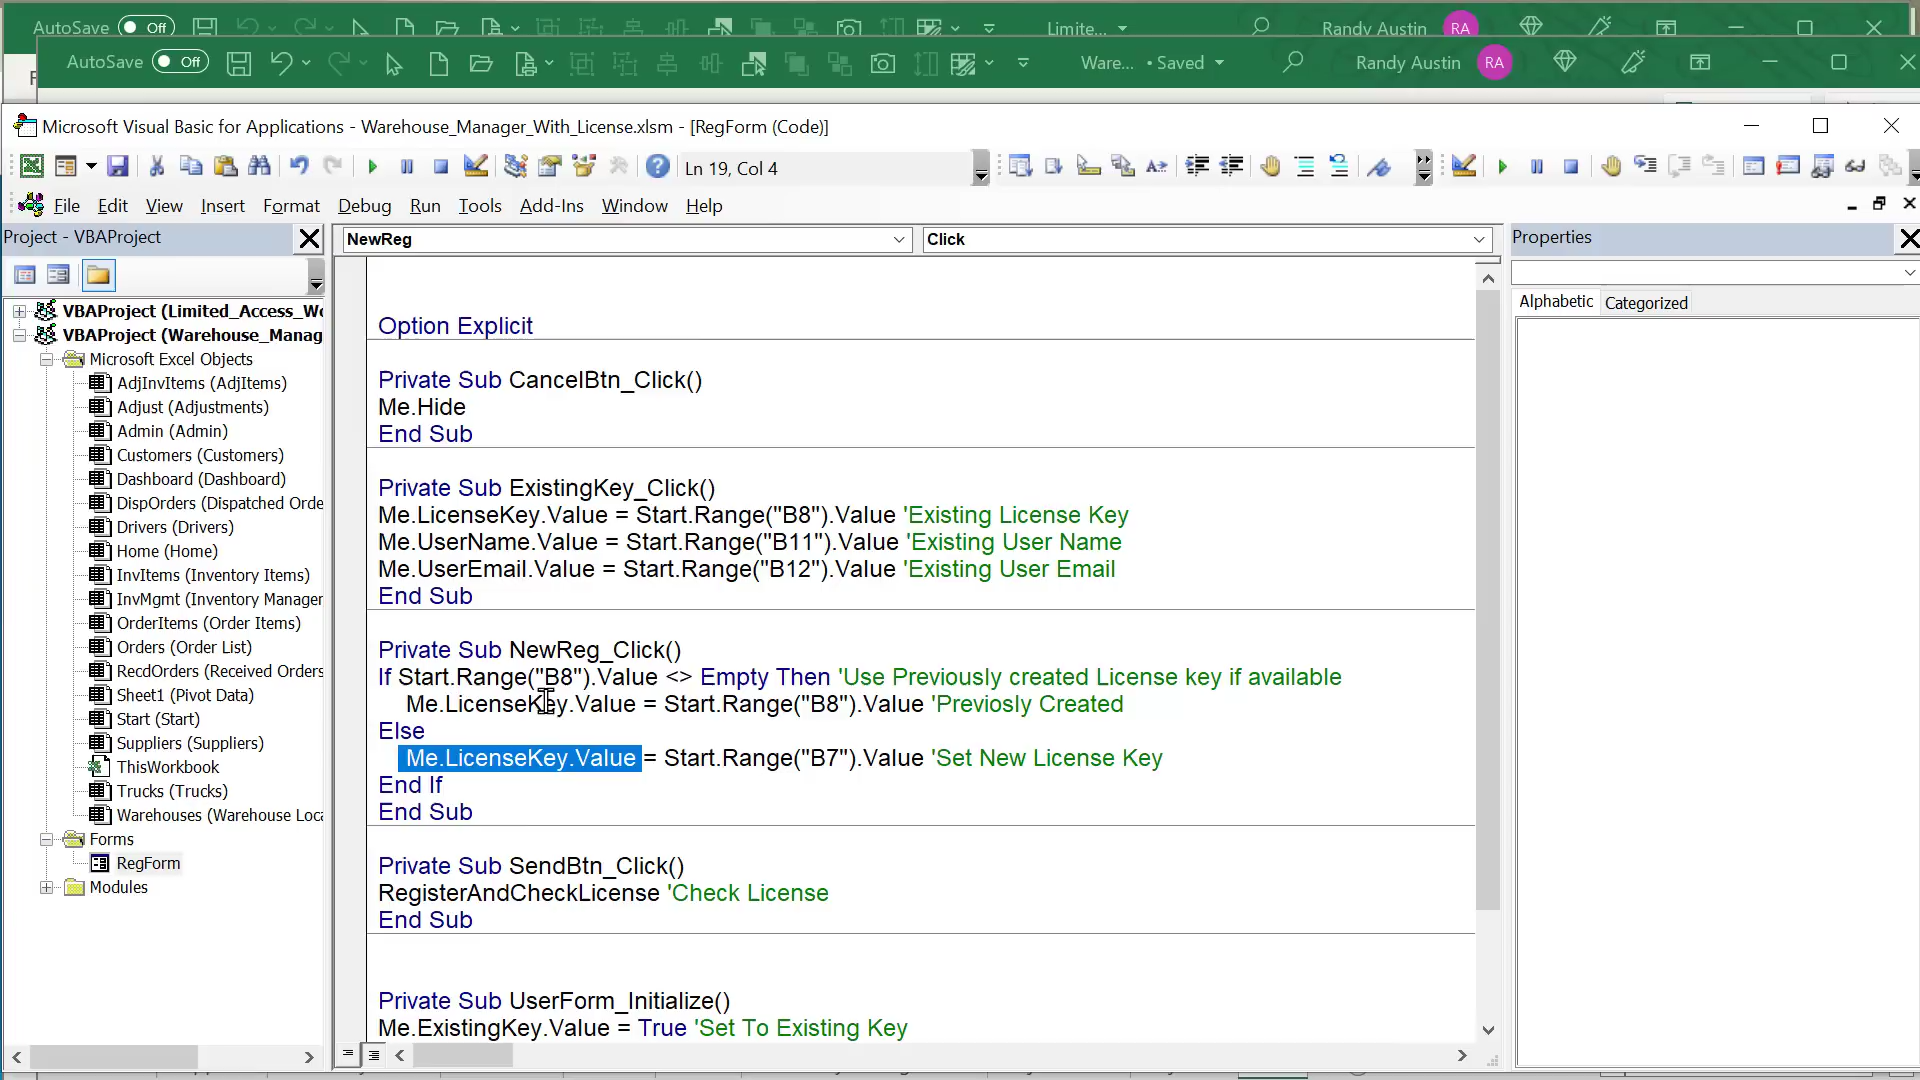 AutoSave Off Limite... Randy Austin RA
AutoSave Off Ware... • Saved Randy Austin RA
Microsoft Visual Basic for Applications - Warehouse_Manager_With_License.xlsm - [RegForm (Code)]
Ln 19, Col 4
File Edit View Insert Format Debug Run Tools Add-Ins Window Help
Project - VBAProject
NewReg
Click
Properties
Alphabetic Categorized
VBAProject (Limited_Access_Wo
VBAProject (Warehouse_Manag
Microsoft Excel Objects
AdjInvItems (AdjItems)
Adjust (Adjustments)
Admin (Admin)
Customers (Customers)
Dashboard (Dashboard)
DispOrders (Dispatched Orde
Drivers (Drivers)
Home (Home)
InvItems (Inventory Items)
InvMgmt (Inventory Manager
OrderItems (Order Items)
Orders (Order List)
RecdOrders (Received Orders
Sheet1 (Pivot Data)
Start (Start)
Suppliers (Suppliers)
ThisWorkbook
Trucks (Trucks)
Warehouses (Warehouse Loca
Forms
RegForm
Modules
Option Explicit
Private Sub CancelBtn_Click()
Me.Hide
End Sub
Private Sub ExistingKey_Click()
Me.LicenseKey.Value = Start.Range("B8").Value 'Existing License Key
Me.UserName.Value = Start.Range("B11").Value 'Existing User Name
Me.UserEmail.Value = Start.Range("B12").Value 'Existing User Email
End Sub
Private Sub NewReg_Click()
If Start.Range("B8").Value <> Empty Then 'Use Previously created License key if available
Me.LicenseKey.Value = Start.Range("B8").Value 'Previosly Created
Else
Me.LicenseKey.Value = Start.Range("B7").Value 'Set New License Key
End If
End Sub
Private Sub SendBtn_Click()
RegisterAndCheckLicense 'Check License
End Sub
Private Sub UserForm_Initialize()
Me.ExistingKey.Value = True 'Set To Existing Key